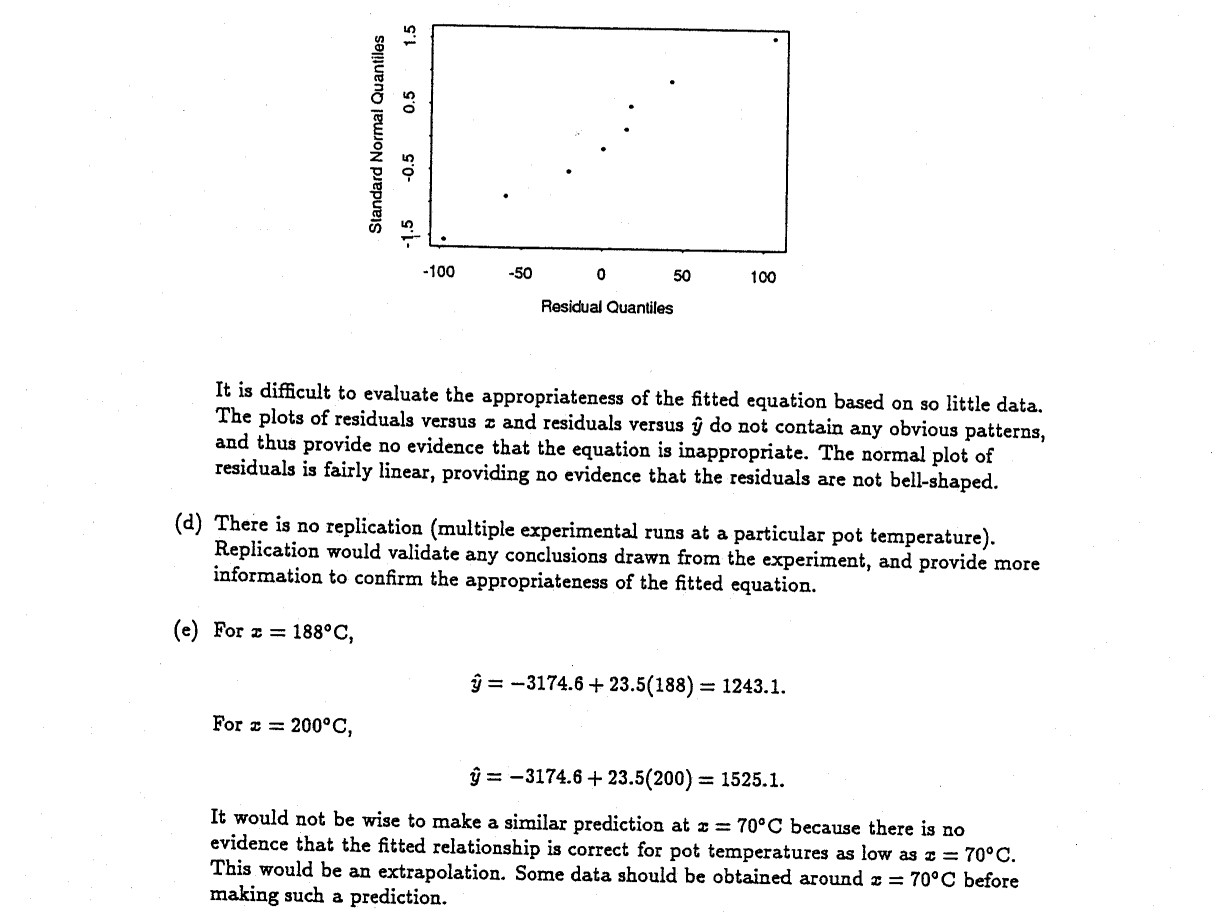 Standard Normal Quantiles
1.5
0.5
-0.5
-1.5
-100 -50 0 50 100
Residual Quantiles
It is difficult to evaluate the appropriateness of the fitted equation based on so little data.
The plots of residuals versus x and residuals versus ŷ do not contain any obvious patterns,
and thus provide no evidence that the equation is inappropriate. The normal plot of
residuals is fairly linear, providing no evidence that the residuals are not bell-shaped.
(d) There is no replication (multiple experimental runs at a particular pot temperature).
Replication would validate any conclusions drawn from the experiment, and provide more
information to confirm the appropriateness of the fitted equation.
(e) For x = 188°C,
ŷ = −3174.6 + 23.5(188) = 1243.1.
For x = 200°C,
ŷ = −3174.6 + 23.5(200) = 1525.1.
It would not be wise to make a similar prediction at x = 70°C because there is no
evidence that the fitted relationship is correct for pot temperatures as low as x = 70°C.
This would be an extrapolation. Some data should be obtained around x = 70°C before
making such a prediction.